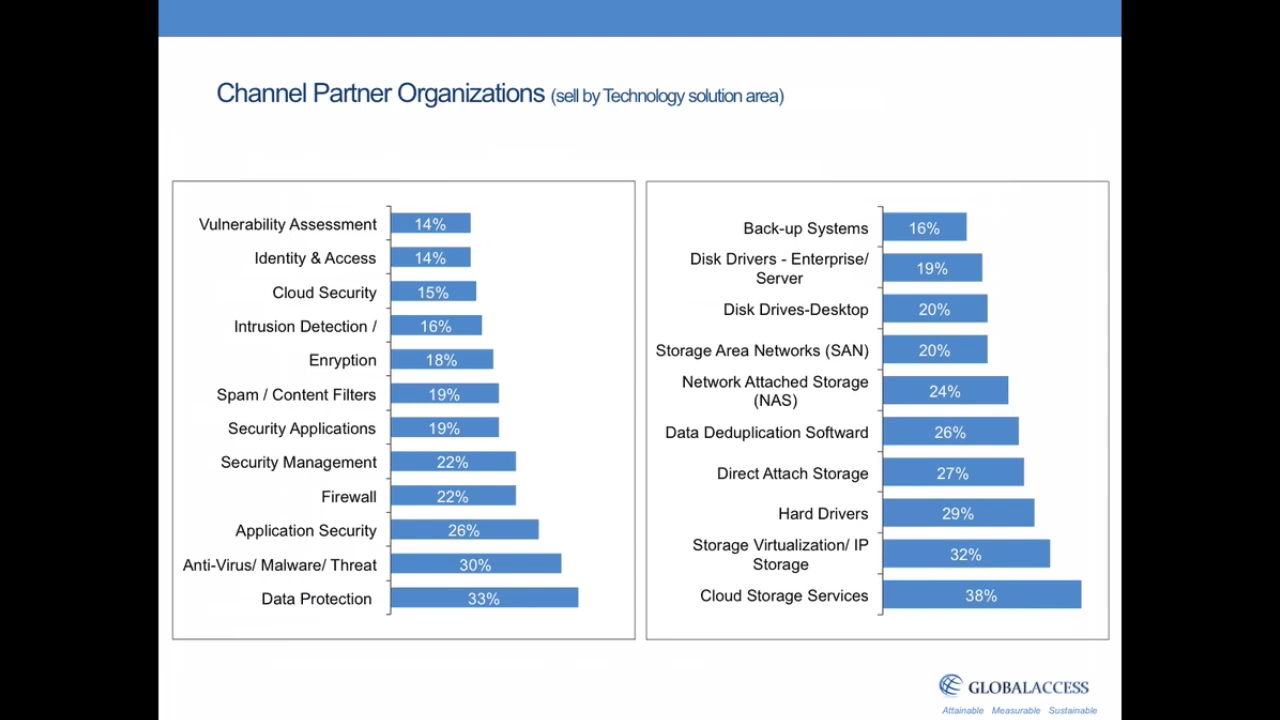 Channel Partner Organizations (sell by Technology solution area)
Vulnerability Assessment 14%
Identity & Access 14%
Cloud Security 15%
Intrusion Detection / 16%
Enryption 18%
Spam / Content Filters 19%
Security Applications 19%
Security Management 22%
Firewall 22%
Application Security 26%
Anti-Virus/ Malware/ Threat 30%
Data Protection 33%
Back-up Systems 16%
Disk Drivers - Enterprise/
Server 19%
Disk Drives-Desktop 20%
Storage Area Networks (SAN) 20%
Network Attached Storage
(NAS) 24%
Data Deduplication Software 26%
Direct Attach Storage 27%
Hard Drivers 29%
Storage Virtualization/ IP
Storage 32%
Cloud Storage Services 38%
GLOBALACCESS
Attainable Measurable Sustainable